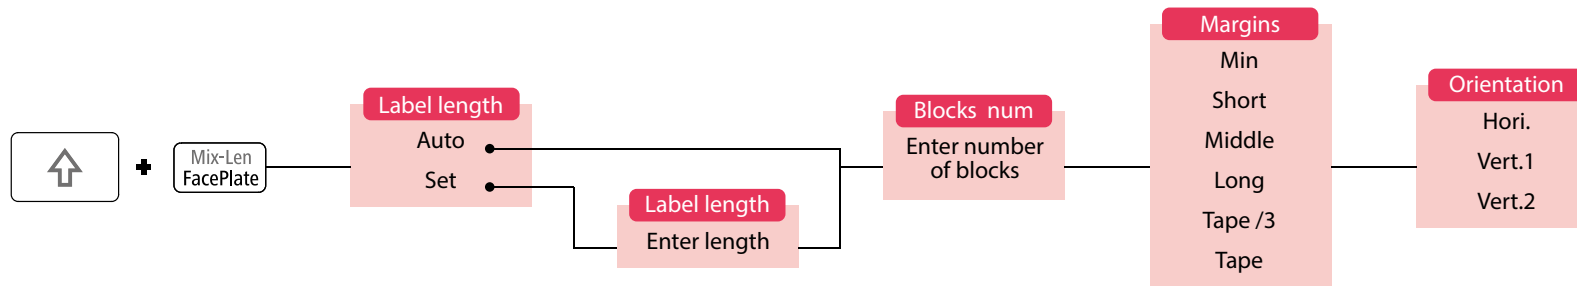 Mix-Len
FacePlate
Label length
Auto
Set
Label length
Enter length
Blocks num
Enter number
of blocks
Margins
Min
Short
Middle
Long
Tape /3
Tape
Orientation
Hori.
Vert.1
Vert.2